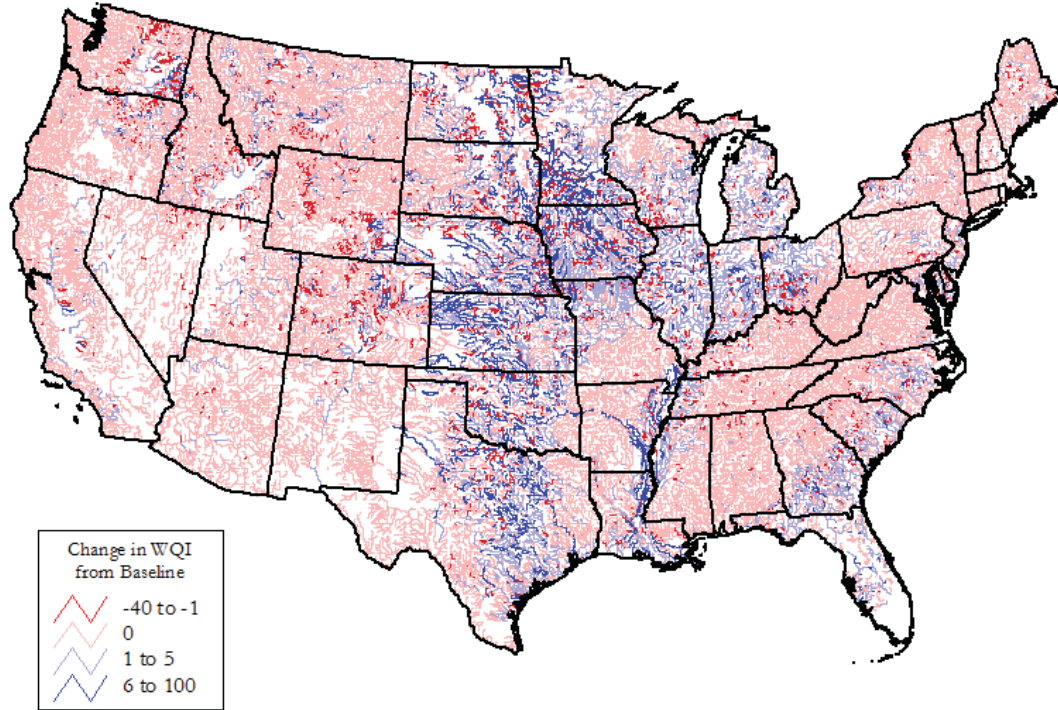 Change in WQI
from Baseline
-40 to -1
0
1 to 5
6 to 100